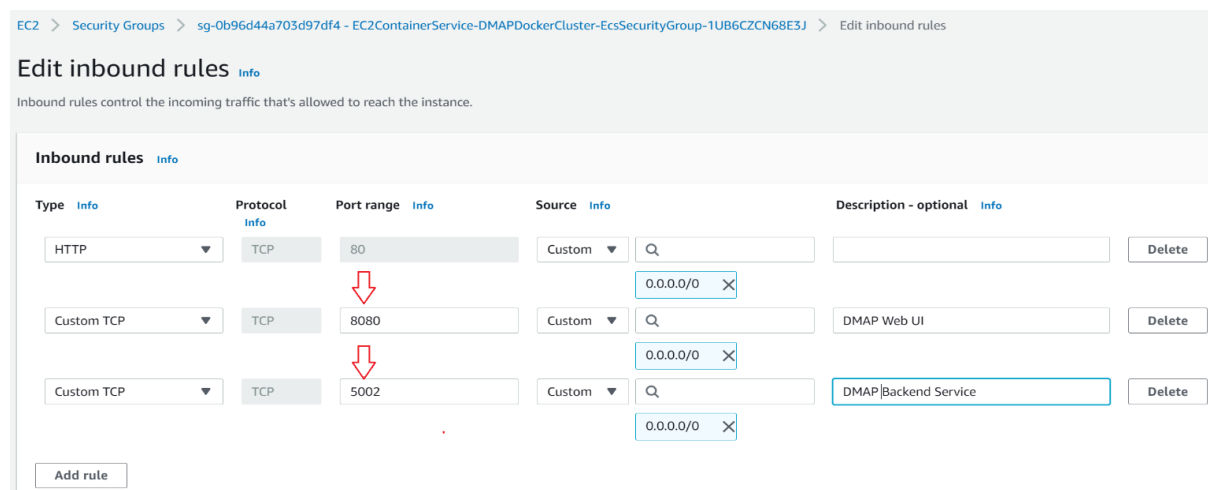 EC2 > Security Groups > sg-0b96d44a703d97df4 - EC2ContainerService-DMAPDockerCluster-EcsSecurityGroup-1UB6CZCN68E3J > Edit inbound rules
Edit inbound rules Info
Inbound rules control the incoming traffic that's allowed to reach the instance.
Inbound rules Info
Type Info Protocol Info Port range Info Source Info Description - optional Info
HTTP TCP 80 Custom Delete
0.0.0.0/0
Custom TCP TCP 8080 Custom DMAP Web UI Delete
0.0.0.0/0
Custom TCP TCP 5002 Custom DMAP Backend Service Delete
0.0.0.0/0
Add rule